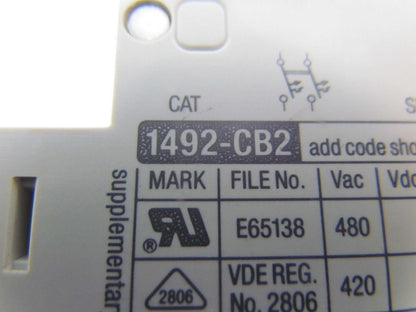 CAT
1492-CB2 add code sho
MARK FILE No. Vac Vdc
supplementar
® E65138 480
2806 VDE REG. No. 2806 420